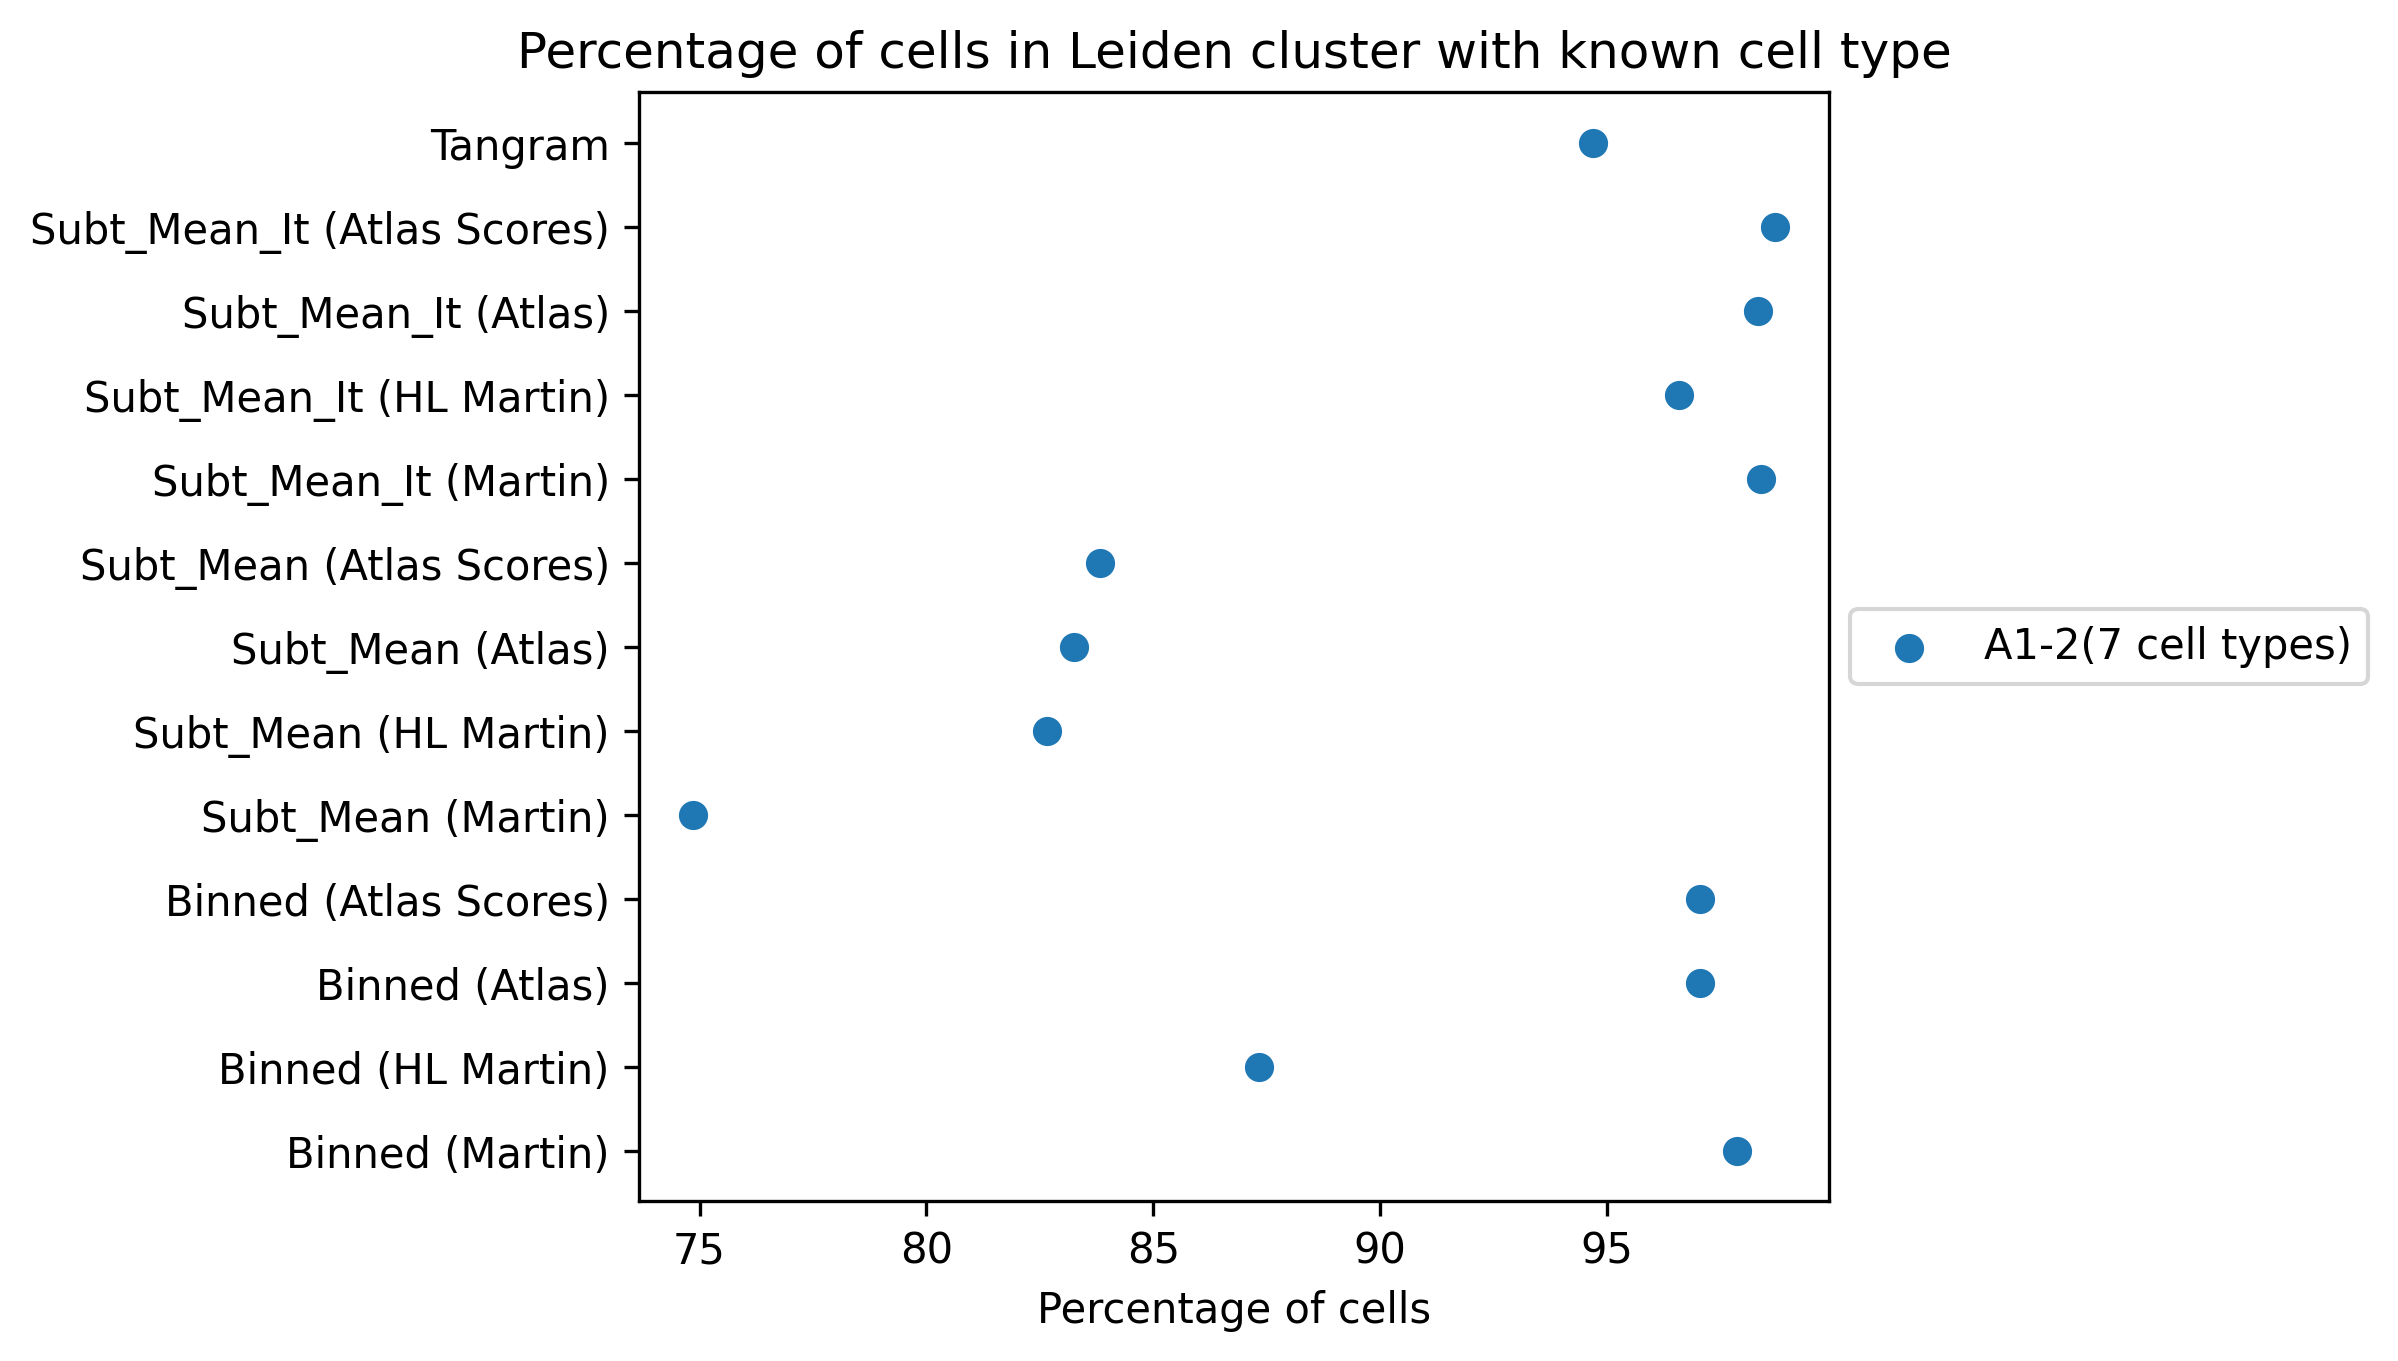 Percentage of cells in Leiden cluster with known cell type
Tangram
Subt_Mean_It (Atlas Scores)
Subt_Mean_It (Atlas)
Subt_Mean_It (HL Martin)
Subt_Mean_It (Martin)
Subt_Mean (Atlas Scores)
Subt_Mean (Atlas)
Subt_Mean (HL Martin)
Subt_Mean (Martin)
Binned (Atlas Scores)
Binned (Atlas)
Binned (HL Martin)
Binned (Martin)
A1-2(7 cell types)
75 80 85 90 95
Percentage of cells